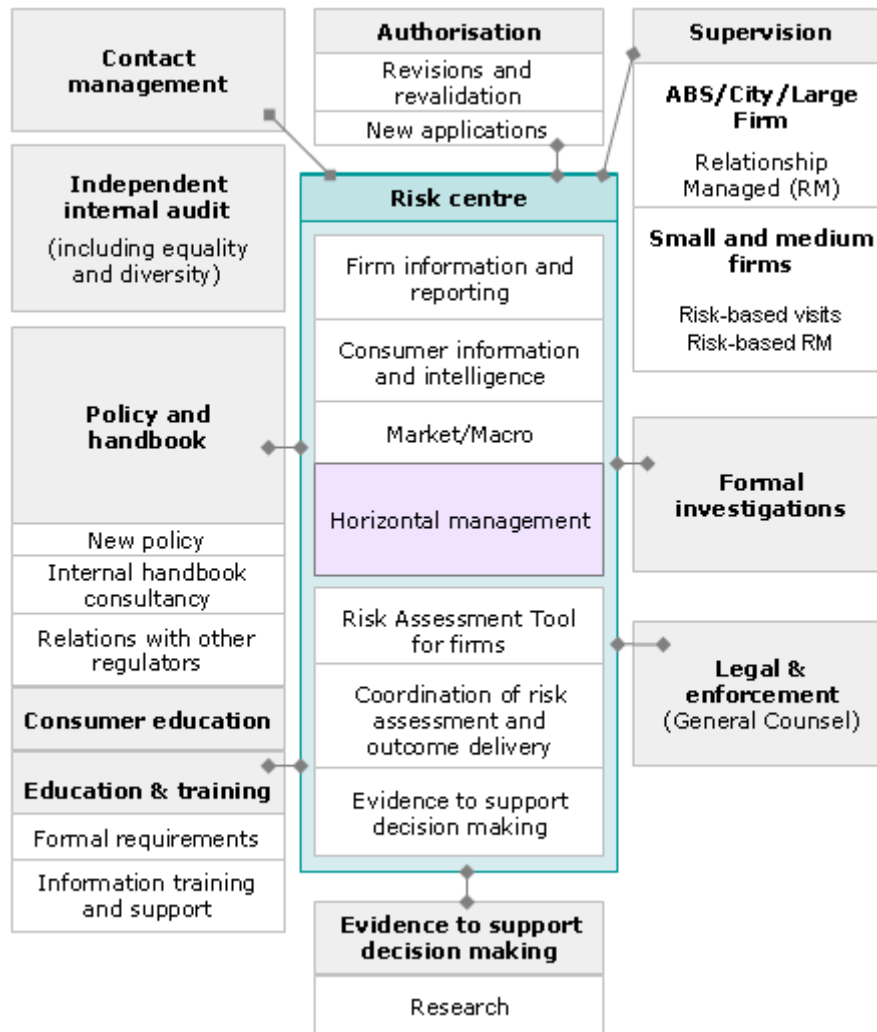 Contact
management
Independent
internal audit
(including equality
and diversity)
Policy and
handbook
New policy
Internal handbook
consultancy
Relations with other
regulators
Consumer education
Education & training
Formal requirements
Information training
and support
Authorisation
Revisions and
revalidation
New applications
Risk centre
Firm information and
reporting
Consumer information
and intelligence
Market/Macro
Horizontal management
Risk Assessment Tool
for firms
Coordination of risk
assessment and
outcome delivery
Evidence to support
decision making
Evidence to support
decision making
Research
Supervision
ABS/City/Large
Firm
Relationship
Managed (RM)
Small and medium
firms
Risk-based visits
Risk-based RM
Formal
investigations
Legal &
enforcement
(General Counsel)